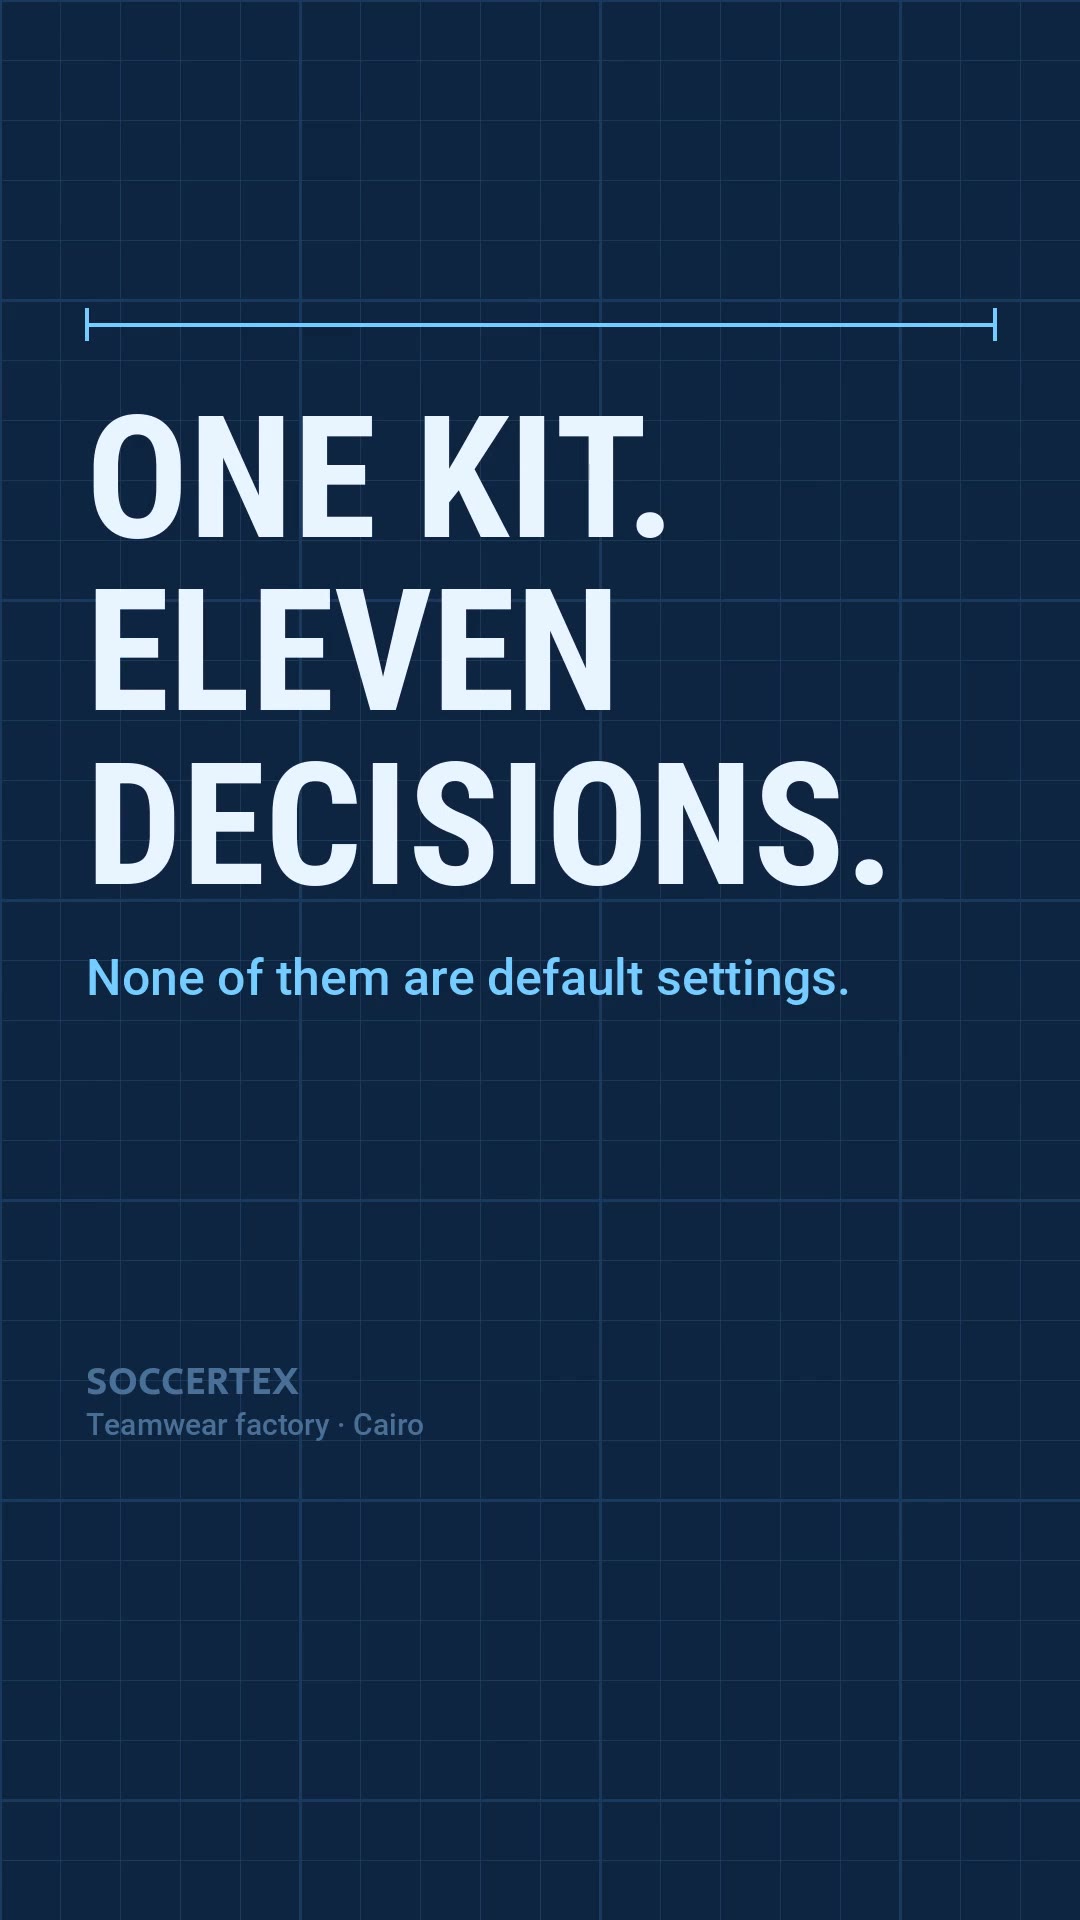 ONE KIT.
ELEVEN
DECISIONS.
None of them are default settings.
SOCCERTEX
Teamwear factory · Cairo